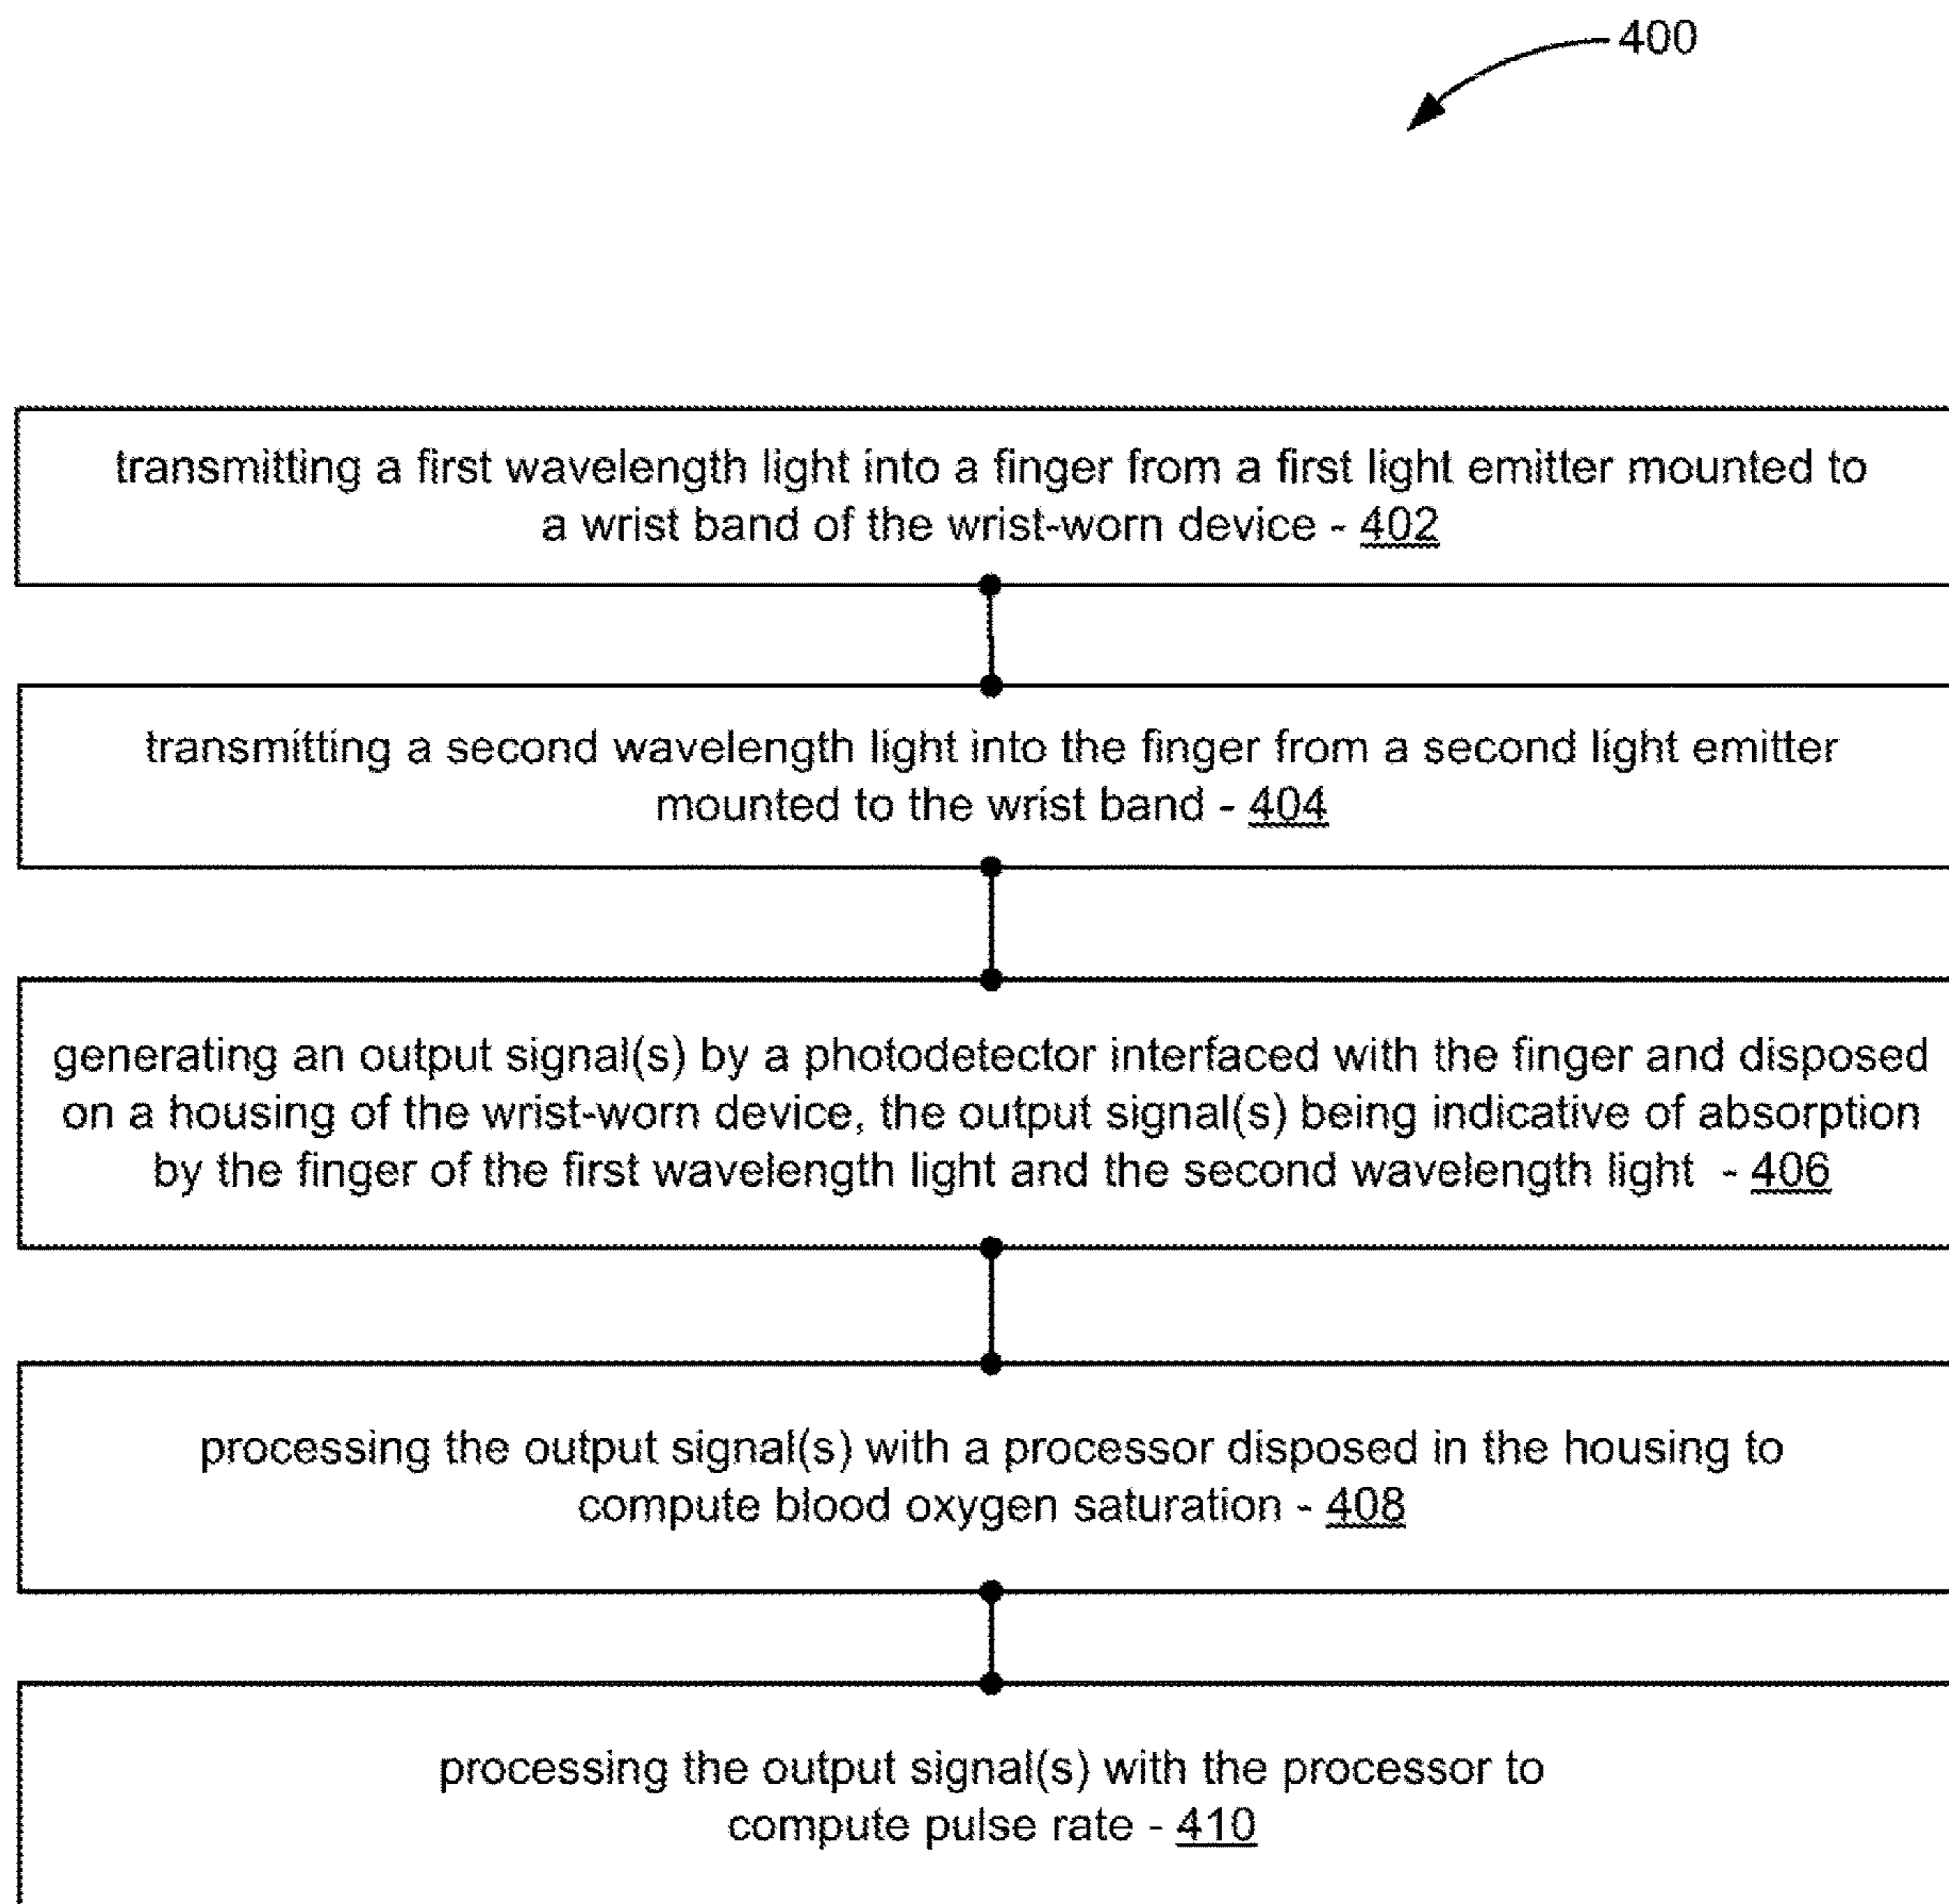 400
transmitting a first wavelength light into a finger from a first light emitter mounted to
a wrist band of the wrist-worn device - 402
transmitting a second wavelength light into the finger from a second light emitter
mounted to the wrist band - 404
generating an output signal(s) by a photodetector interfaced with the finger and disposed
on a housing of the wrist-worn device, the output signal(s) being indicative of absorption
by the finger of the first wavelength light and the second wavelength light - 406
processing the output signal(s) with a processor disposed in the housing to
compute blood oxygen saturation - 408
processing the output signal(s) with the processor to
compute pulse rate - 410